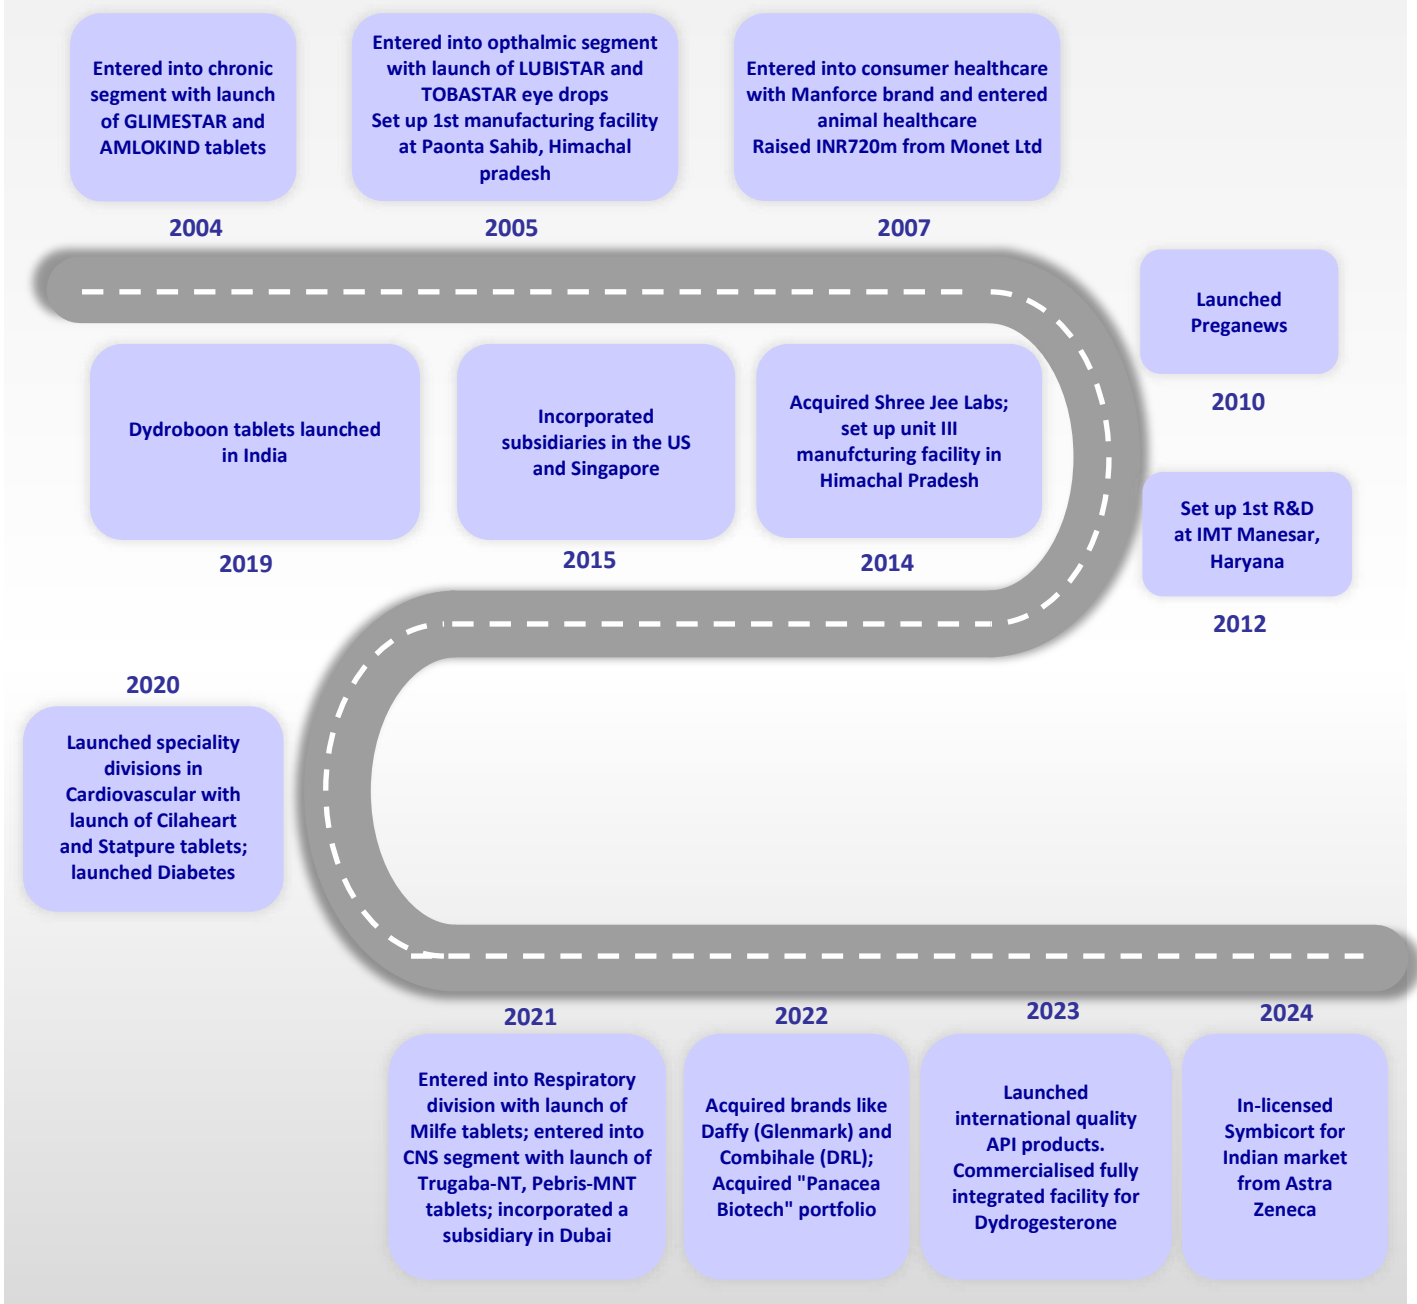 Entered into chronic
segment with launch
of GLIMESTAR and
AMLOKIND tablets
2004
Entered into opthalmic segment
with launch of LUBISTAR and
TOBASTAR eye drops
Set up 1st manufacturing facility
at Paonta Sahib, Himachal
pradesh
2005
Entered into consumer healthcare
with Manforce brand and entered
animal healthcare
Raised INR720m from Monet Ltd
2007
Launched
Preganews
2010
Set up 1st R&D
at IMT Manesar,
Haryana
2012
Acquired Shree Jee Labs;
set up unit III
manufcturing facility in
Himachal Pradesh
2014
Incorporated
subsidiaries in the US
and Singapore
2015
Dydroboon tablets launched
in India
2019
2020
Launched speciality
divisions in
Cardiovascular with
launch of Cilaheart
and Statpure tablets;
launched Diabetes
2021
Entered into Respiratory
division with launch of
Milfe tablets; entered into
CNS segment with launch of
Trugaba-NT, Pebris-MNT
tablets; incorporated a
subsidiary in Dubai
2022
Acquired brands like
Daffy (Glenmark) and
Combihale (DRL);
Acquired "Panacea
Biotech" portfolio
2023
Launched
international quality
API products.
Commercialised fully
integrated facility for
Dydrogesterone
2024
In-licensed
Symbicort for
Indian market
from Astra
Zeneca